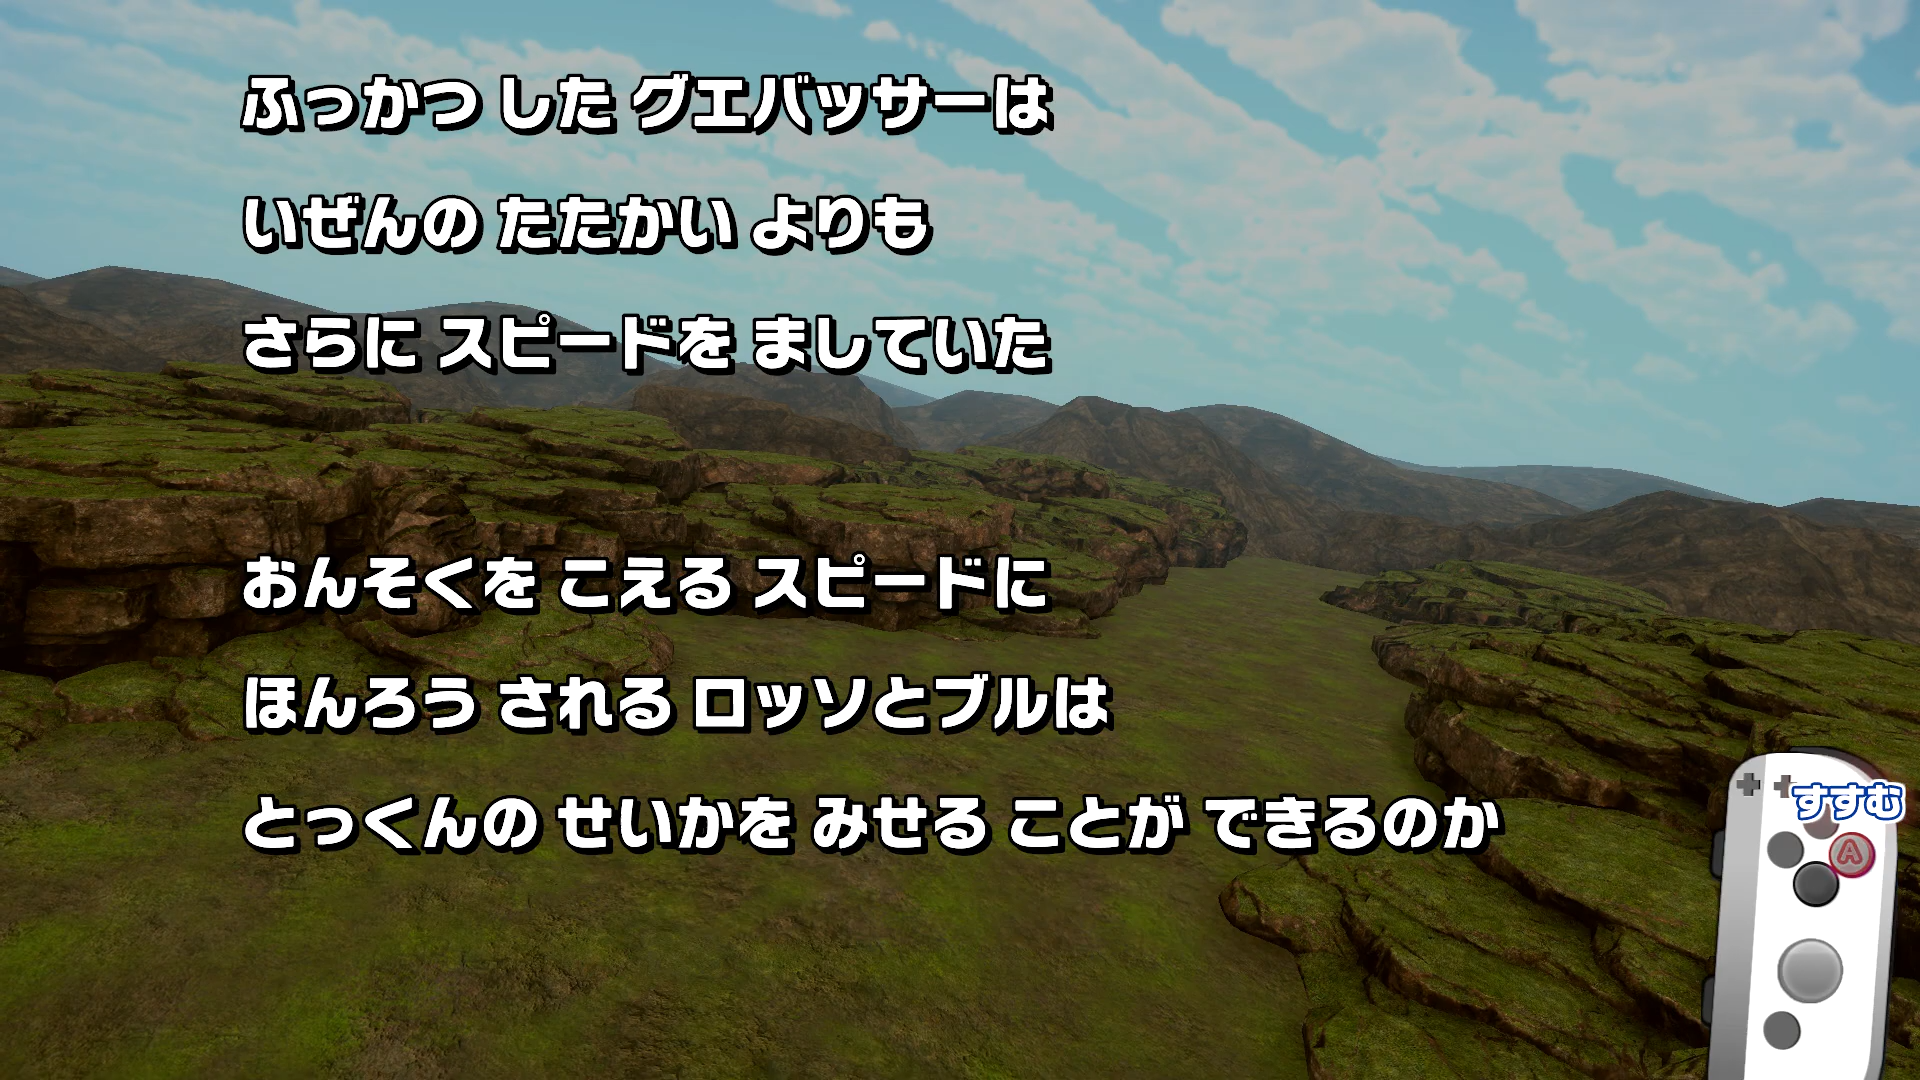 ふっかつ した グエバッサーは
いぜんの たたかい よりも
さらに スピードを ましていた
おんそくを こえる スピードに
ほんろう される ロッソとブルは
とっくんの せいかを みせる ことが できるのか
すすむ
A